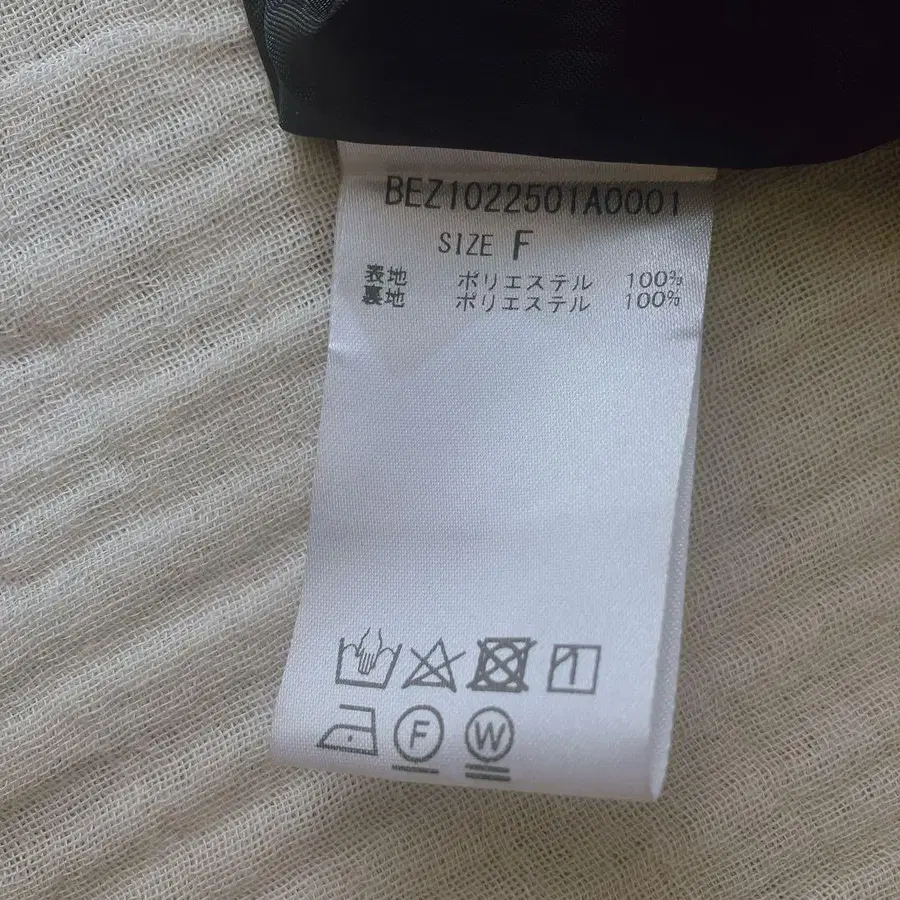 BEZ1022501A0001
SIZE F
表地 ポリエステル 100%
裏地 ポリエステル 100%
F W